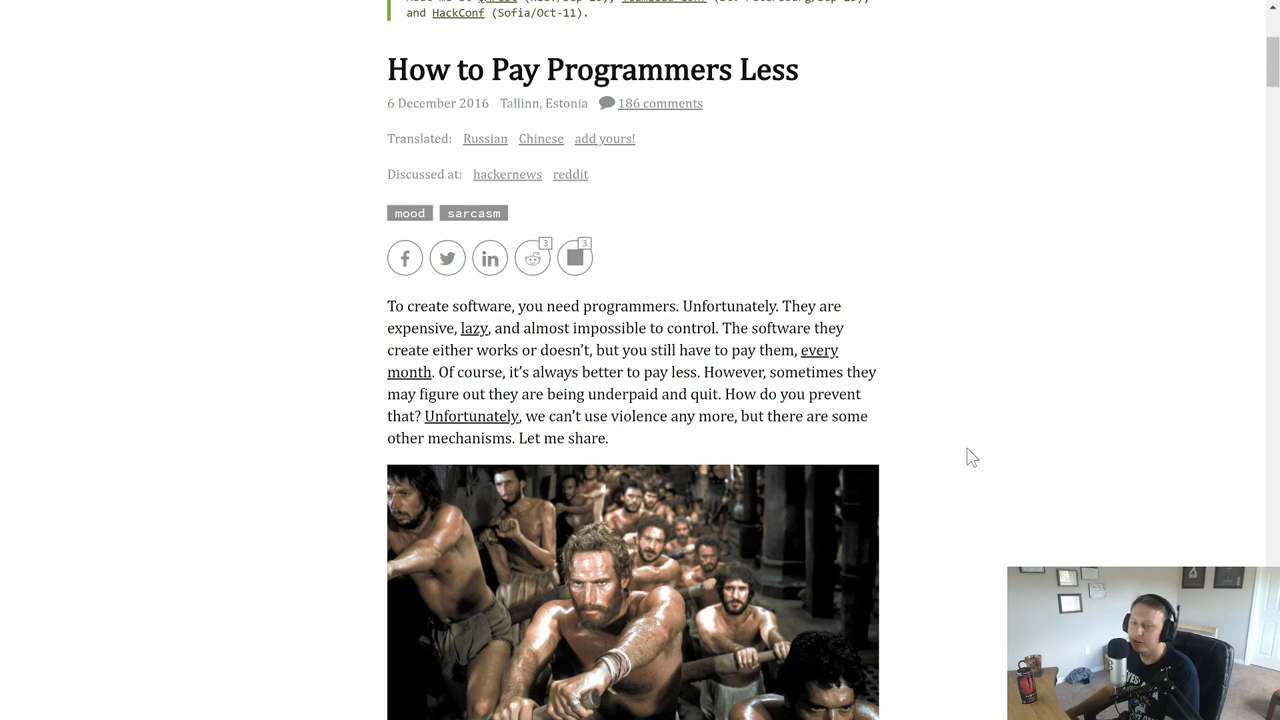 and HackConf (Sofia/Oct-11).
How to Pay Programmers Less
6 December 2016 Tallinn, Estonia 186 comments
Translated: Russian Chinese add yours!
Discussed at: hackernews reddit
mood sarcasm
3 3
To create software, you need programmers. Unfortunately. They are
expensive, lazy, and almost impossible to control. The software they
create either works or doesn’t, but you still have to pay them, every
month. Of course, it’s always better to pay less. However, sometimes they
may figure out they are being underpaid and quit. How do you prevent
that? Unfortunately, we can’t use violence any more, but there are some
other mechanisms. Let me share.